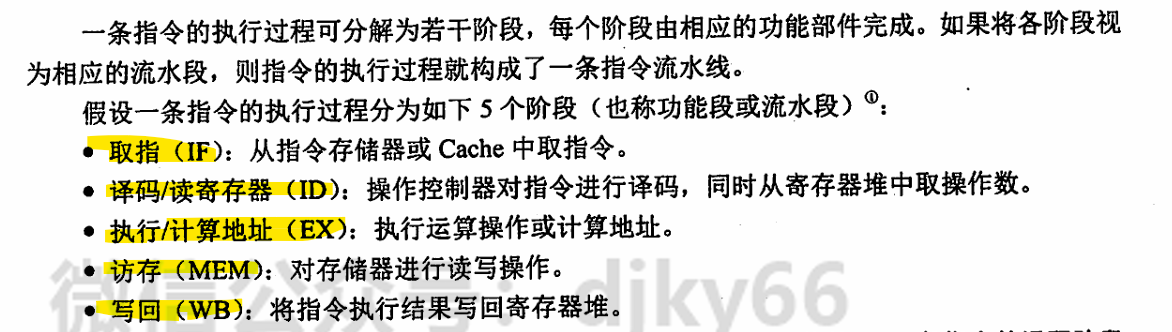 一条指令的执行过程可分解为若干阶段，每个阶段由相应的功能部件完成。如果将各阶段视
为相应的流水段，则指令的执行过程就构成了一条指令流水线。
假设一条指令的执行过程分为如下 5 个阶段（也称功能段或流水段）①：
● 取指（IF）：从指令存储器或 Cache 中取指令。
● 译码/读寄存器（ID）：操作控制器对指令进行译码，同时从寄存器堆中取操作数。
● 执行/计算地址（EX）：执行运算操作或计算地址。
● 访存（MEM）：对存储器进行读写操作。
● 写回（WB）：将指令执行结果写回寄存器堆。
微信公众号：djky66